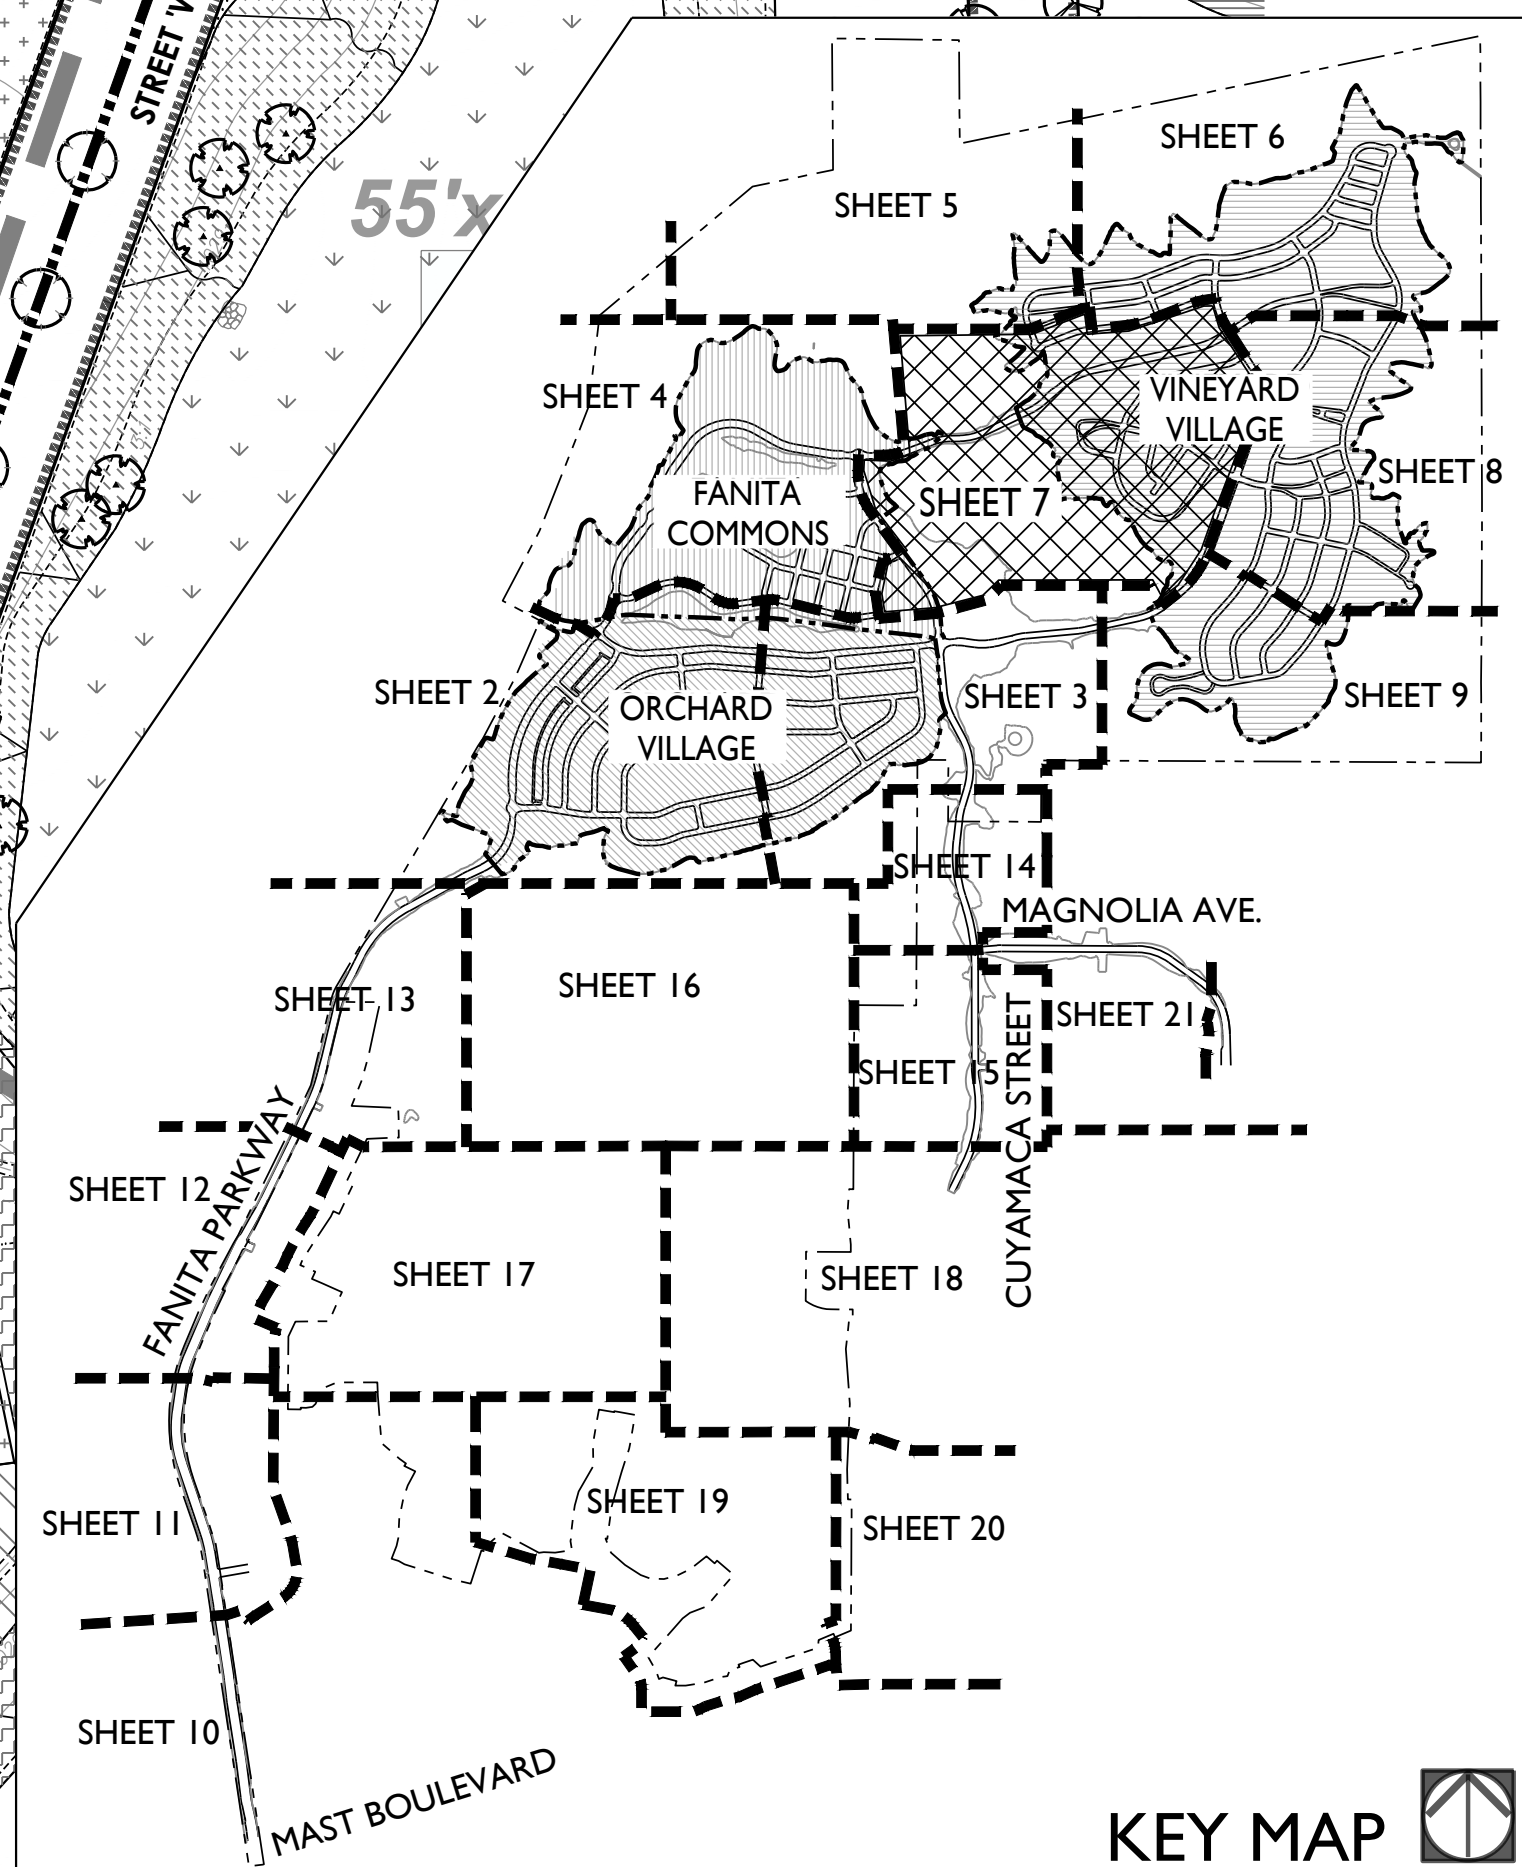 STREET 'V
55'x
SHEET 6
SHEET 5
SHEET 4
VINEYARD
VILLAGE
SHEET 8
FANITA
COMMONS
SHEET 7
SHEET 2
ORCHARD
VILLAGE
SHEET 3
SHEET 9
SHEET 14
MAGNOLIA AVE.
SHEET 13
SHEET 16
SHEET 21
SHEET 15
CUYAMACA STREET
SHEET 12
FANITA PARKWAY
SHEET 17
SHEET 18
SHEET 11
SHEET 19
SHEET 20
SHEET 10
MAST BOULEVARD
KEY MAP